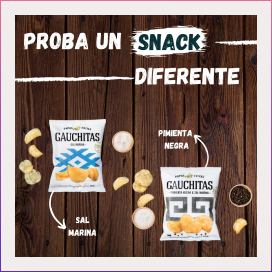 PROBA UN SNACK
DIFERENTE
PIMIENTA
NEGRA
GAUCHITAS
GAUCHITAS
SAL
MARINA